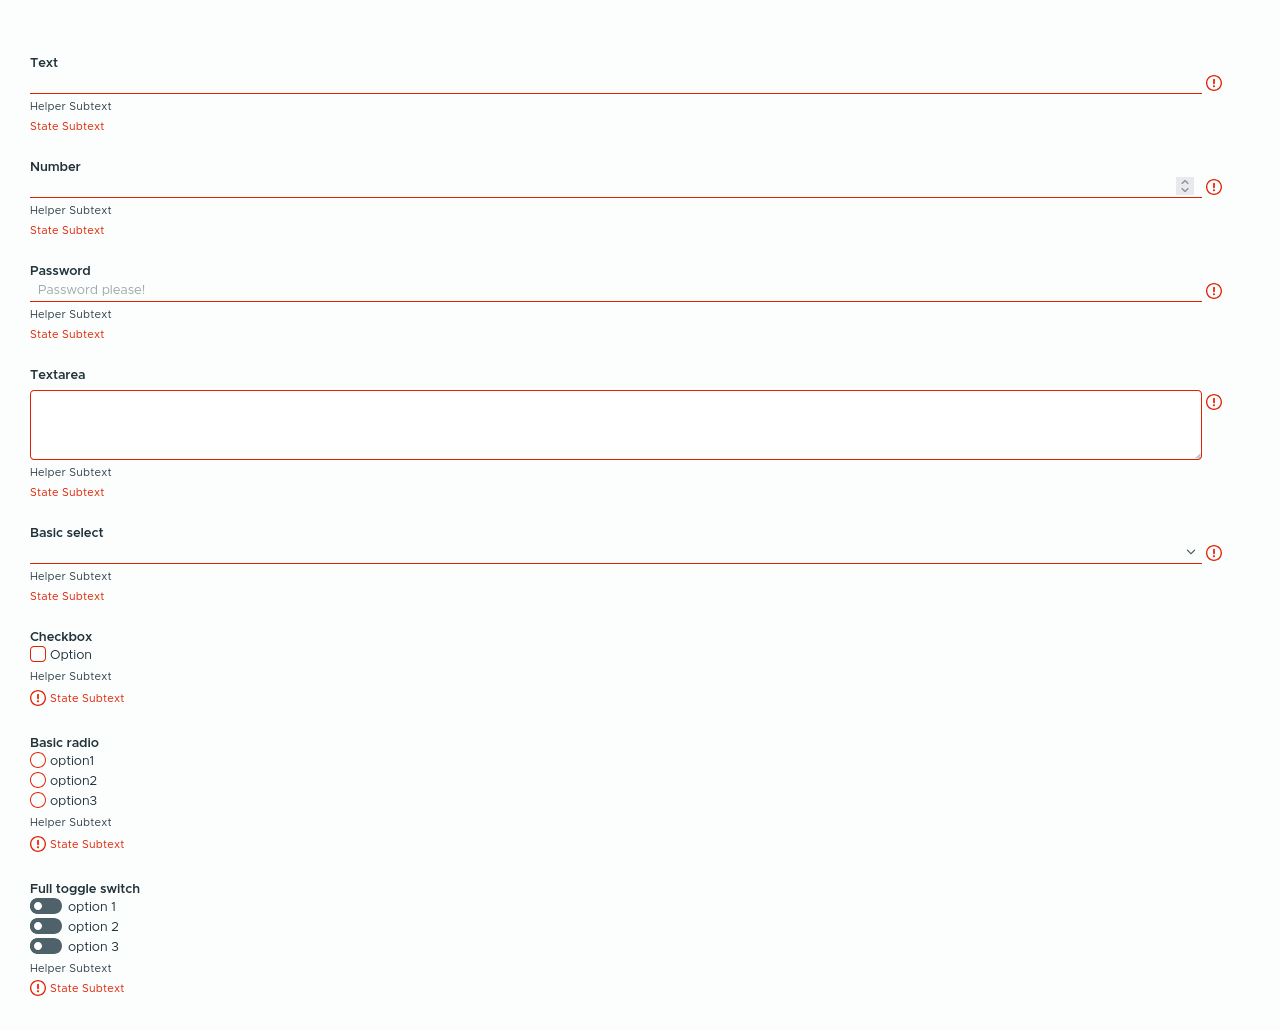 Text
Helper Subtext
State Subtext
Number
Helper Subtext
State Subtext
Password
Password please!
Helper Subtext
State Subtext
Textarea
Helper Subtext
State Subtext
Basic select
Helper Subtext
State Subtext
Checkbox
Option
Helper Subtext
State Subtext
Basic radio
option1
option2
option3
Helper Subtext
State Subtext
Full toggle switch
option 1
option 2
option 3
Helper Subtext
State Subtext